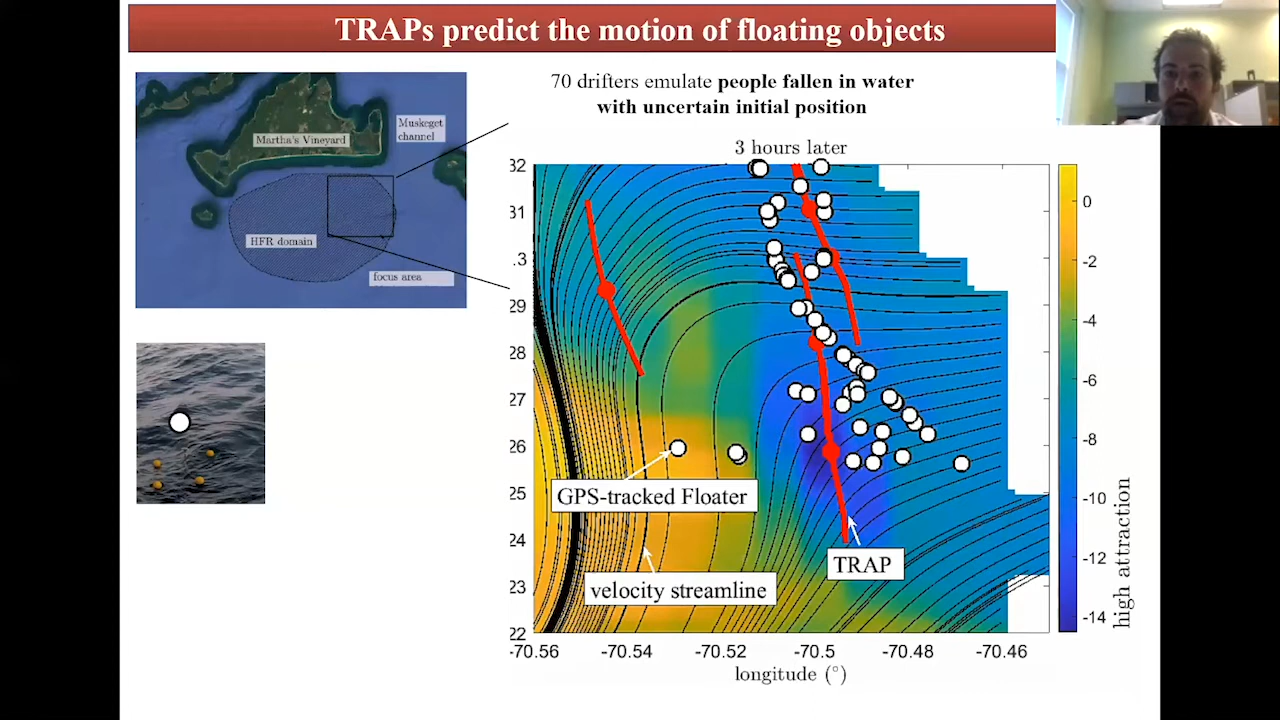 TRAPs predict the motion of floating objects
70 drifters emulate people fallen in water
with uncertain initial position
Martha's Vineyard
Muskeget
channel
HFR domain
focus area
3 hours later
32
31
3
29
28
27
26
25
24
23
22
-70.56
-70.54
-70.52
-70.5
-70.48
-70.46
longitude (°)
GPS-tracked Floater
velocity streamline
TRAP
0
-2
-4
-6
-8
-10
-12
-14
high attraction